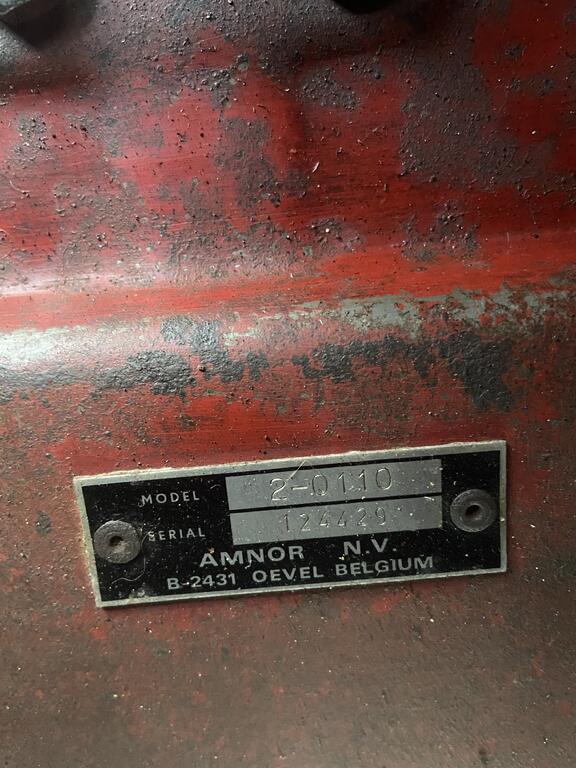 MODEL 2-0110
SERIAL 124429
AMNOR N.V.
B-2431 OEVEL BELGIUM